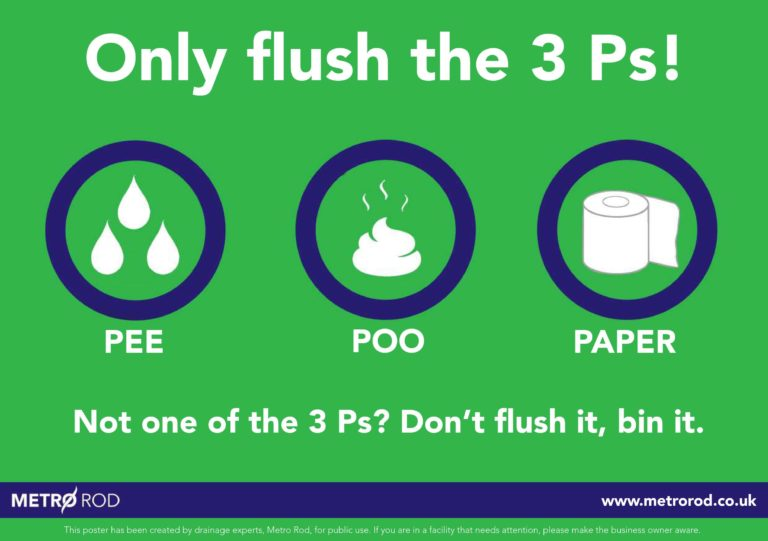 Only flush the 3 Ps!
PEE
POO
PAPER
Not one of the 3 Ps? Don't flush it, bin it.
METRO ROD
www.metrorod.co.uk
This poster has been created by drainage experts, Metro Rod, for public use. If you are in a facility that needs attention, please make the business owner aware.